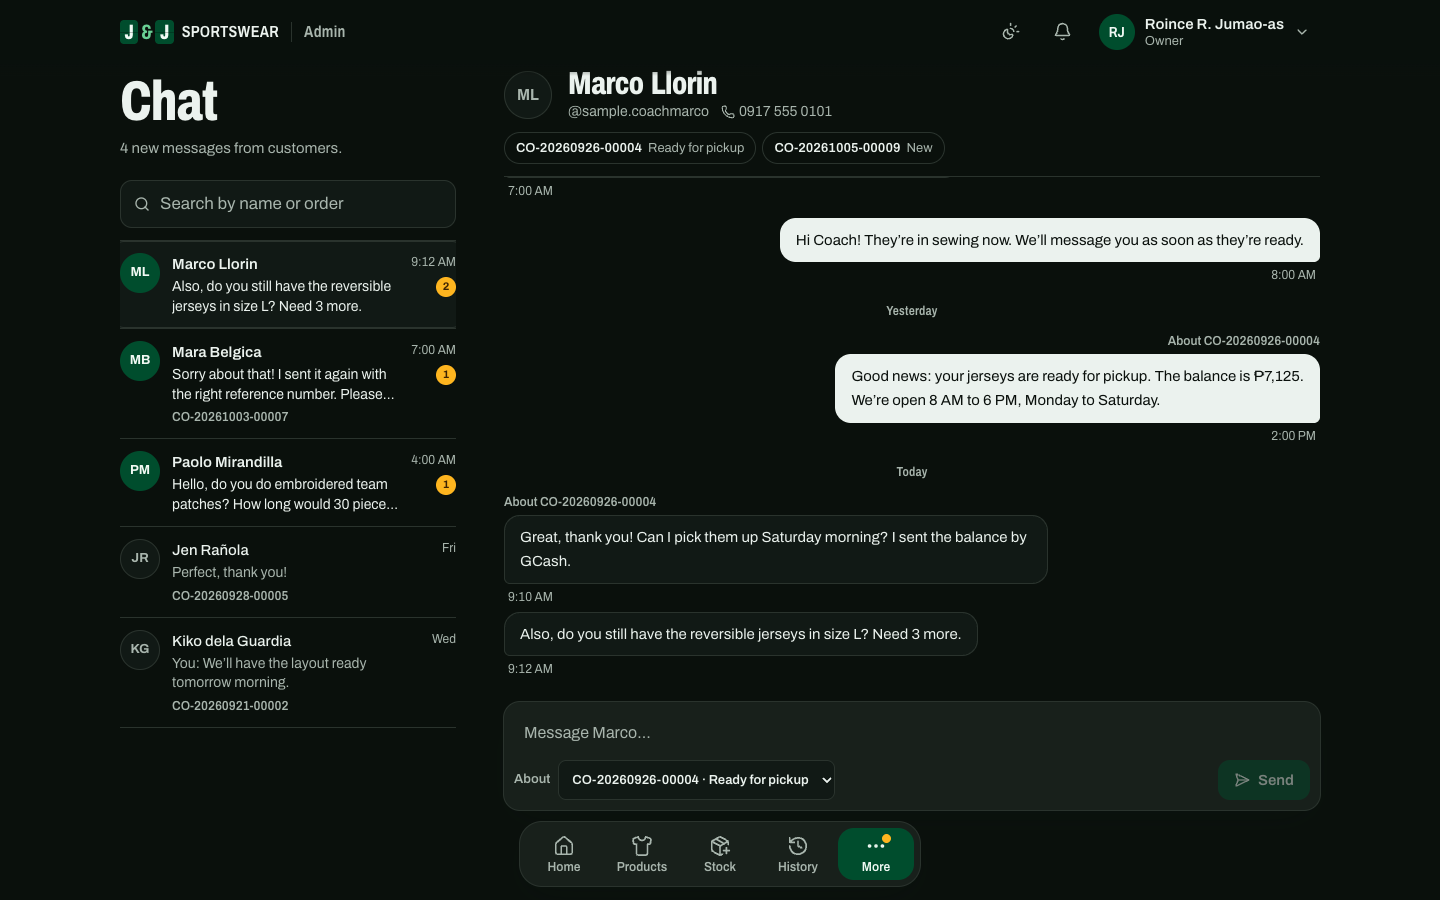 J & J SPORTSWEAR
Admin
RJ
Roince R. Jumao-as
Owner
Chat
4 new messages from customers.
Search by name or order
ML
Marco Llorin
9:12 AM
Also, do you still have the reversible
jerseys in size L? Need 3 more.
2
MB
Mara Belgica
7:00 AM
Sorry about that! I sent it again with
the right reference number. Please...
1
CO-20261003-00007
PM
Paolo Mirandilla
4:00 AM
Hello, do you do embroidered team
patches? How long would 30 piece...
1
JR
Jen Rañola
Fri
Perfect, thank you!
CO-20260928-00005
KG
Kiko dela Guardia
Wed
You: We’ll have the layout ready
tomorrow morning.
CO-20260921-00002
ML
Marco Llorin
@sample.coachmarco
0917 555 0101
CO-20260926-00004 Ready for pickup
CO-20261005-00009 New
7:00 AM
Hi Coach! They’re in sewing now. We’ll message you as soon as they’re ready.
8:00 AM
Yesterday
About CO-20260926-00004
Good news: your jerseys are ready for pickup. The balance is ₱7,125.
We’re open 8 AM to 6 PM, Monday to Saturday.
2:00 PM
Today
About CO-20260926-00004
Great, thank you! Can I pick them up Saturday morning? I sent the balance by
GCash.
9:10 AM
Also, do you still have the reversible jerseys in size L? Need 3 more.
9:12 AM
Message Marco...
About
CO-20260926-00004 · Ready for pickup
Send
Home
Products
Stock
History
More